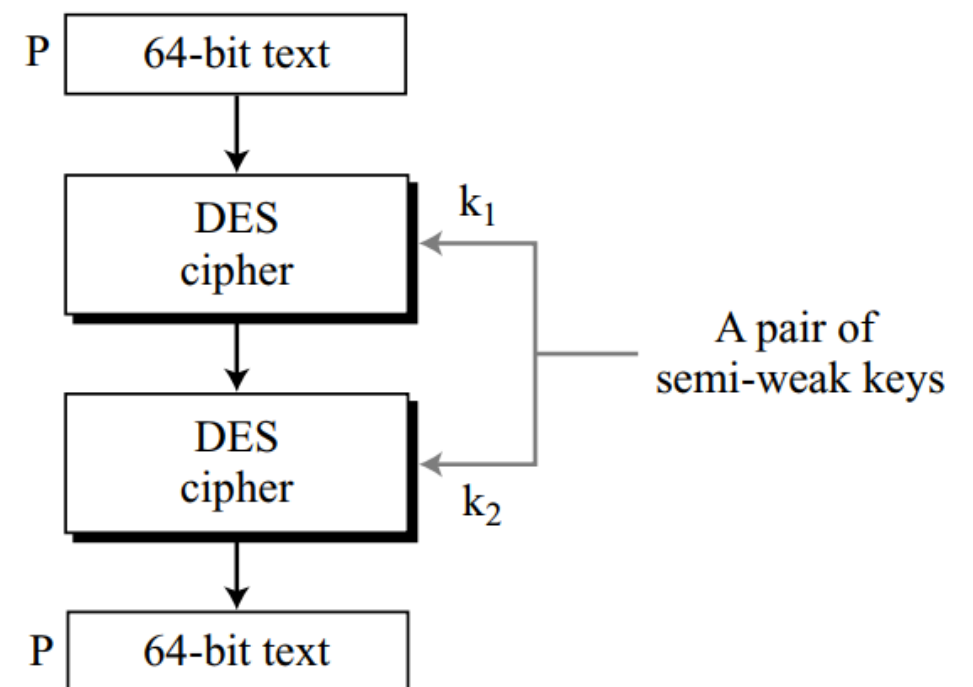 P 64-bit text
DES
cipher
k₁
A pair of
semi-weak keys
DES
cipher
k₂
P 64-bit text